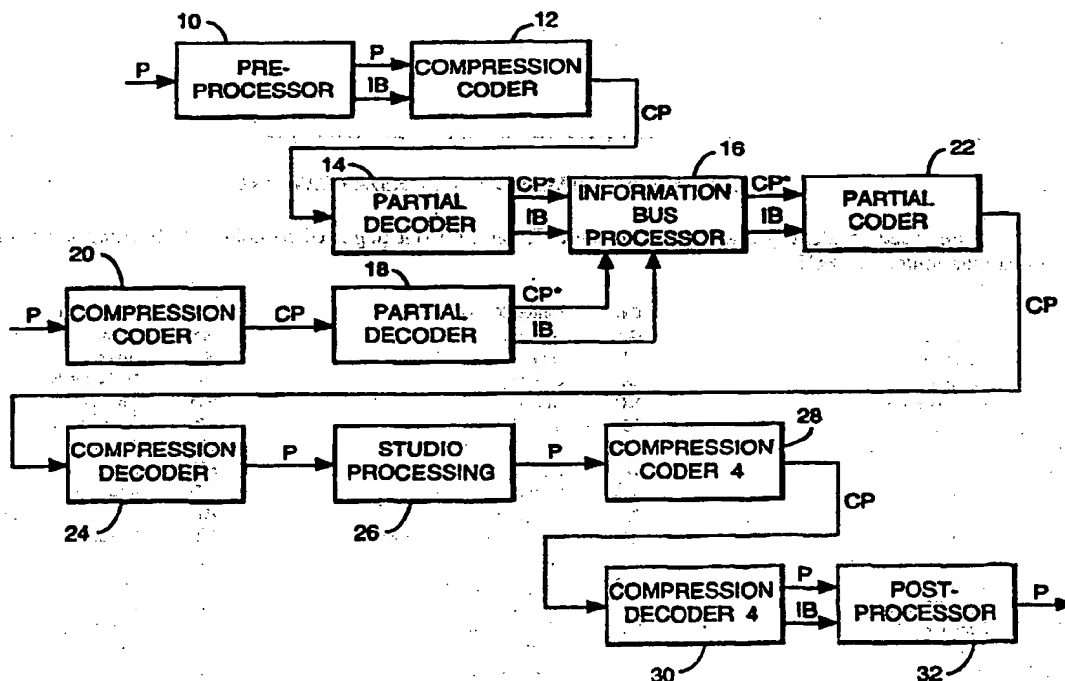 10
12
P
PRE-
PROCESSOR
P
IB
COMPRESSION
CODER
CP
14
16
22
PARTIAL
DECODER
CP*
IB
INFORMATION
BUS
PROCESSOR
CP*
IB
PARTIAL
CODER
CP
20
18
P
COMPRESSION
CODER
CP
PARTIAL
DECODER
CP*
IB
COMPRESSION
DECODER
24
P
STUDIO
PROCESSING
26
P
COMPRESSION
CODER 4
28
CP
COMPRESSION
DECODER 4
30
P
IB
POST-
PROCESSOR
32
P